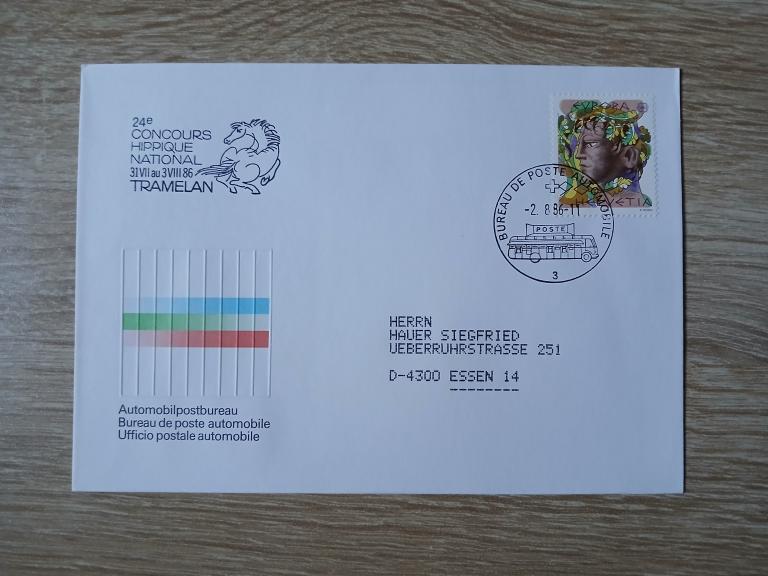 24e
CONCOURS
HIPPIQUE
NATIONAL
31 VII au 3 VIII 86
TRAMELAN
EVROPA
HELVETIA
BUREAU DE POSTE AUTOMOBILE
-2. 8.86-11
POSTE
3
HERRN
HAUER SIEGFRIED
UEBERRUHRSTRASSE 251
D-4300 ESSEN 14
Automobilpostbureau
Bureau de poste automobile
Ufficio postale automobile